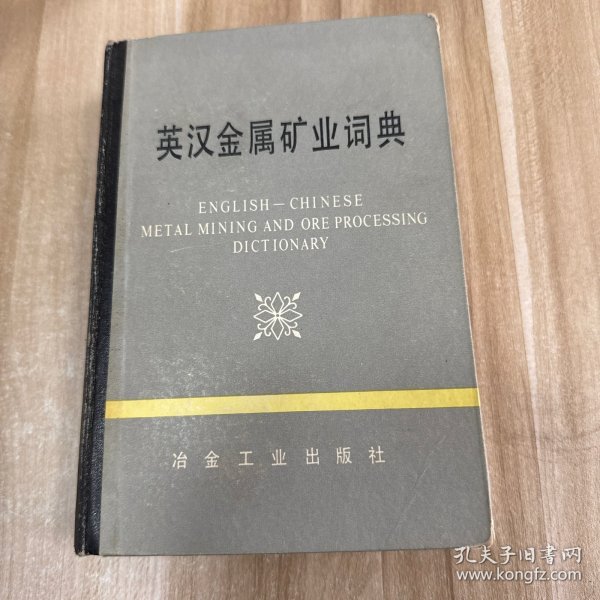 英汉金属矿业词典
ENGLISH — CHINESE
METAL MINING AND ORE PROCESSING
DICTIONARY
冶金工业出版社
孔夫子旧书网
www.kongfz.com